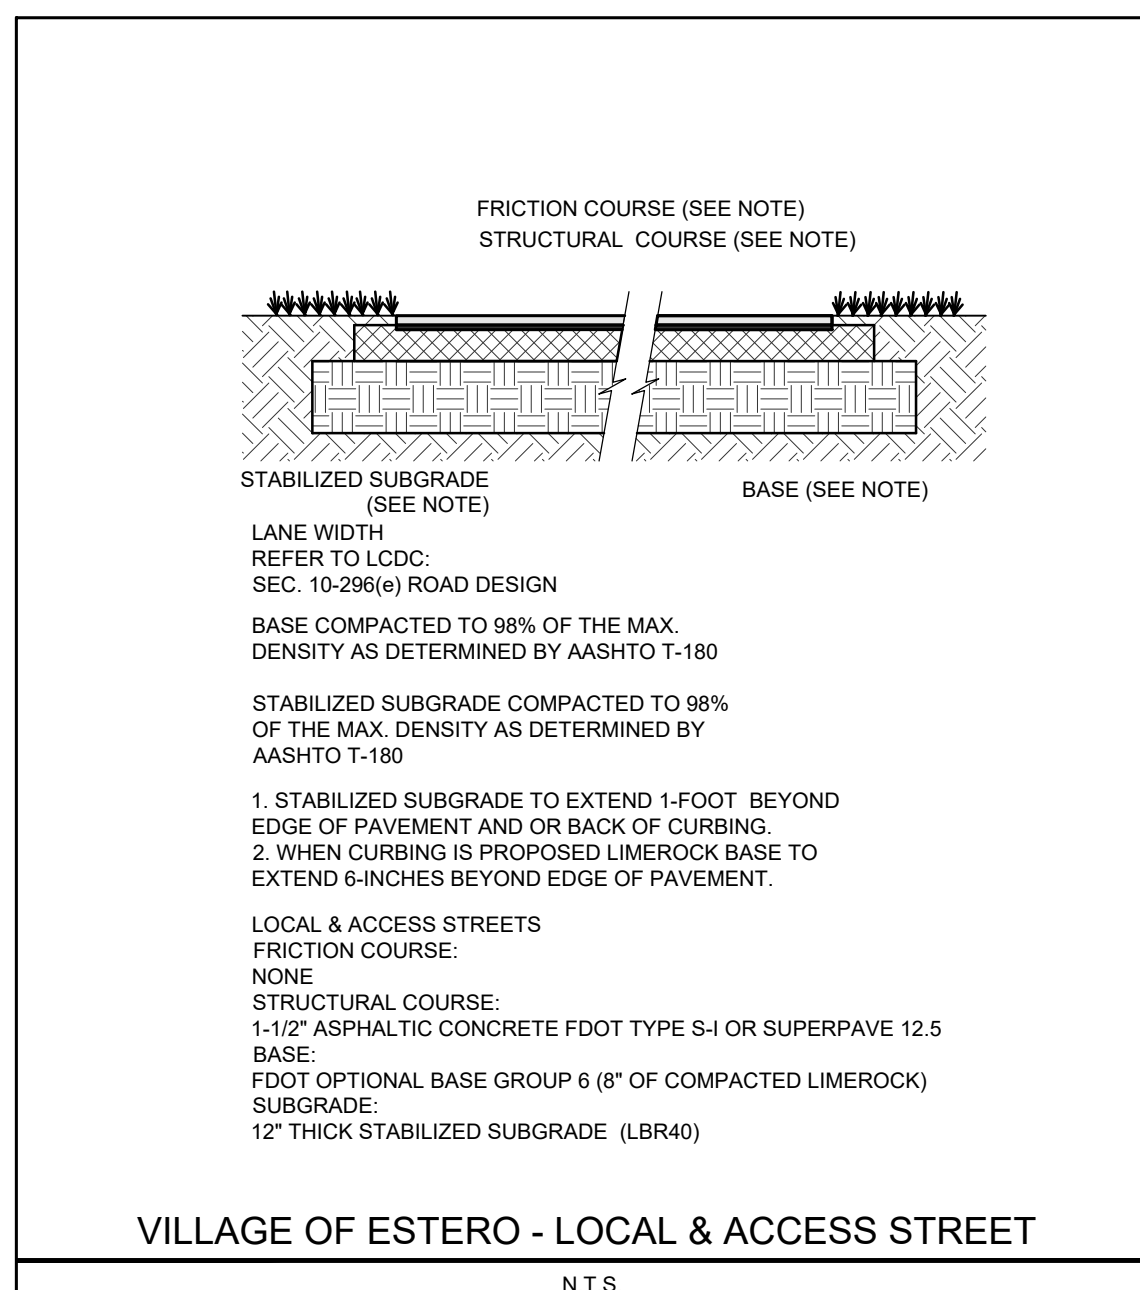 FRICTION COURSE (SEE NOTE)
STRUCTURAL COURSE (SEE NOTE)
STABILIZED SUBGRADE
(SEE NOTE)
BASE (SEE NOTE)
LANE WIDTH
REFER TO LCDC:
SEC. 10-296(e) ROAD DESIGN
BASE COMPACTED TO 98% OF THE MAX.
DENSITY AS DETERMINED BY AASHTO T-180
STABILIZED SUBGRADE COMPACTED TO 98%
OF THE MAX. DENSITY AS DETERMINED BY
AASHTO T-180
1. STABILIZED SUBGRADE TO EXTEND 1-FOOT BEYOND
EDGE OF PAVEMENT AND OR BACK OF CURBING.
2. WHEN CURBING IS PROPOSED LIMEROCK BASE TO
EXTEND 6-INCHES BEYOND EDGE OF PAVEMENT.
LOCAL & ACCESS STREETS
FRICTION COURSE:
NONE
STRUCTURAL COURSE:
1-1/2" ASPHALTIC CONCRETE FDOT TYPE S-I OR SUPERPAVE 12.5
BASE:
FDOT OPTIONAL BASE GROUP 6 (8" OF COMPACTED LIMEROCK)
SUBGRADE:
12" THICK STABILIZED SUBGRADE (LBR40)
VILLAGE OF ESTERO - LOCAL & ACCESS STREET
N.T.S.